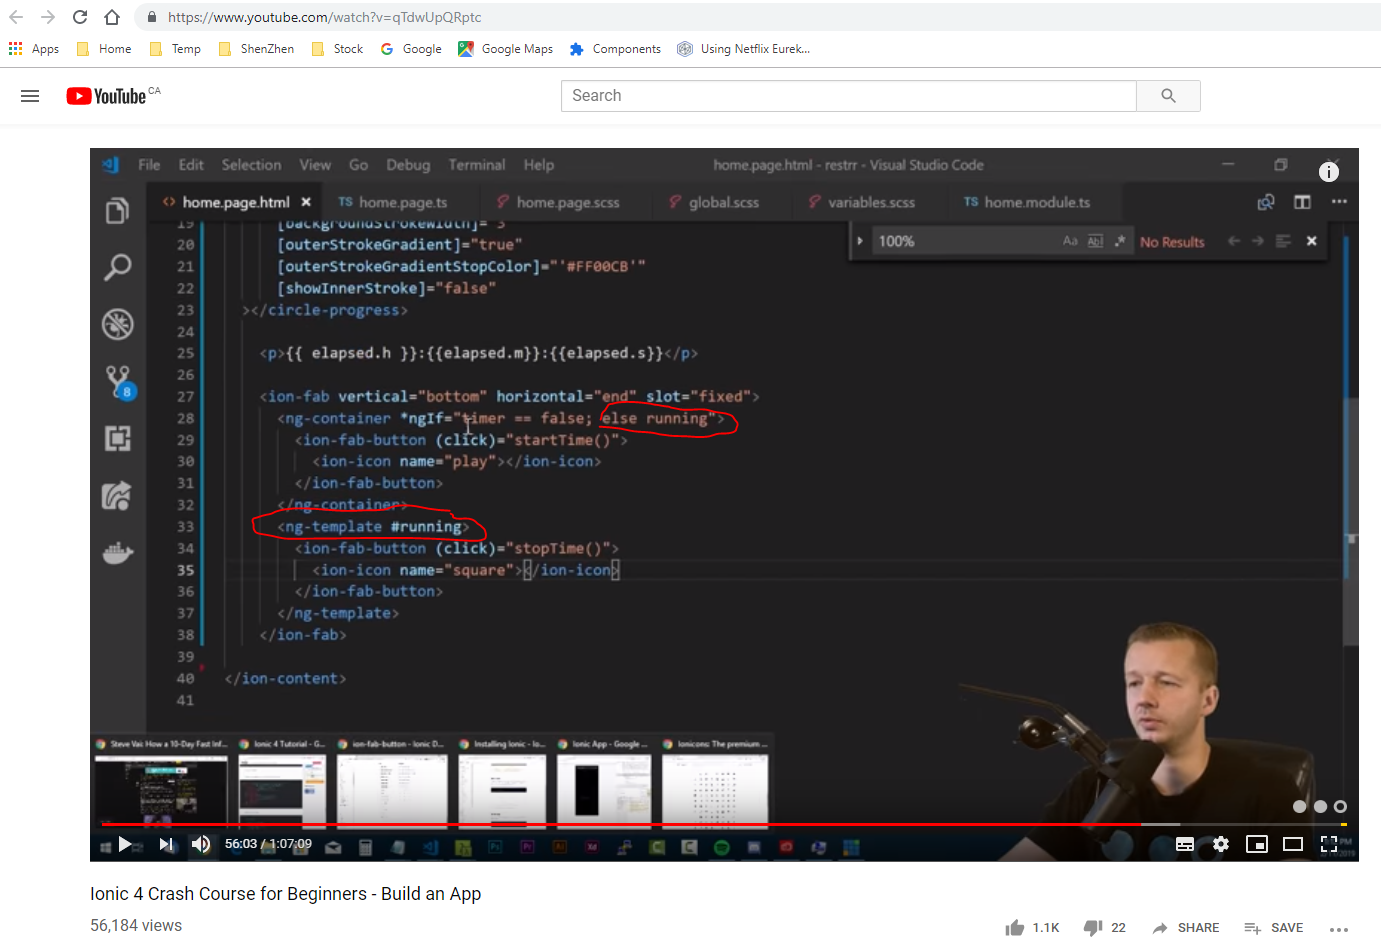 https://www.youtube.com/watch?v=qTdwUpQRptc
Apps Home Temp ShenZhen Stock Google Google Maps Components Using Netflix Eurek...
YouTube CA
Search
File Edit Selection View Go Debug Terminal Help home.page.html - restrr - Visual Studio Code
home.page.html TS home.page.ts home.page.scss global.scss variables.scss TS home.module.ts
100% Aa Abl .* No Results
19 [backgroundStrokeWidth]="3"
20 [outerStrokeGradient]="true"
21 [outerStrokeGradientStopColor]="'#FF00CB'"
22 [showInnerStroke]="false"
23 ></circle-progress>
24
25 <p>{{ elapsed.h }}:{{elapsed.m}}:{{elapsed.s}}</p>
26
27 <ion-fab vertical="bottom" horizontal="end" slot="fixed">
28 <ng-container *ngIf="timer == false; else running">
29 <ion-fab-button (click)="startTime()">
30 <ion-icon name="play"></ion-icon>
31 </ion-fab-button>
32 </ng-container>
33 <ng-template #running>
34 <ion-fab-button (click)="stopTime()">
35 <ion-icon name="square"></ion-icon>
36 </ion-fab-button>
37 </ng-template>
38 </ion-fab>
39
40 </ion-content>
41
8
Steve Vai: How a 10-Day Fast Inf... Ionic 4 Tutorial - G... ion-fab-button - Ionic D... Installing Ionic - Io... Ionic App - Google ... Ionicons: The premium ...
56:03 / 1:07:09
Ionic 4 Crash Course for Beginners - Build an App
56,184 views
1.1K 22 SHARE SAVE